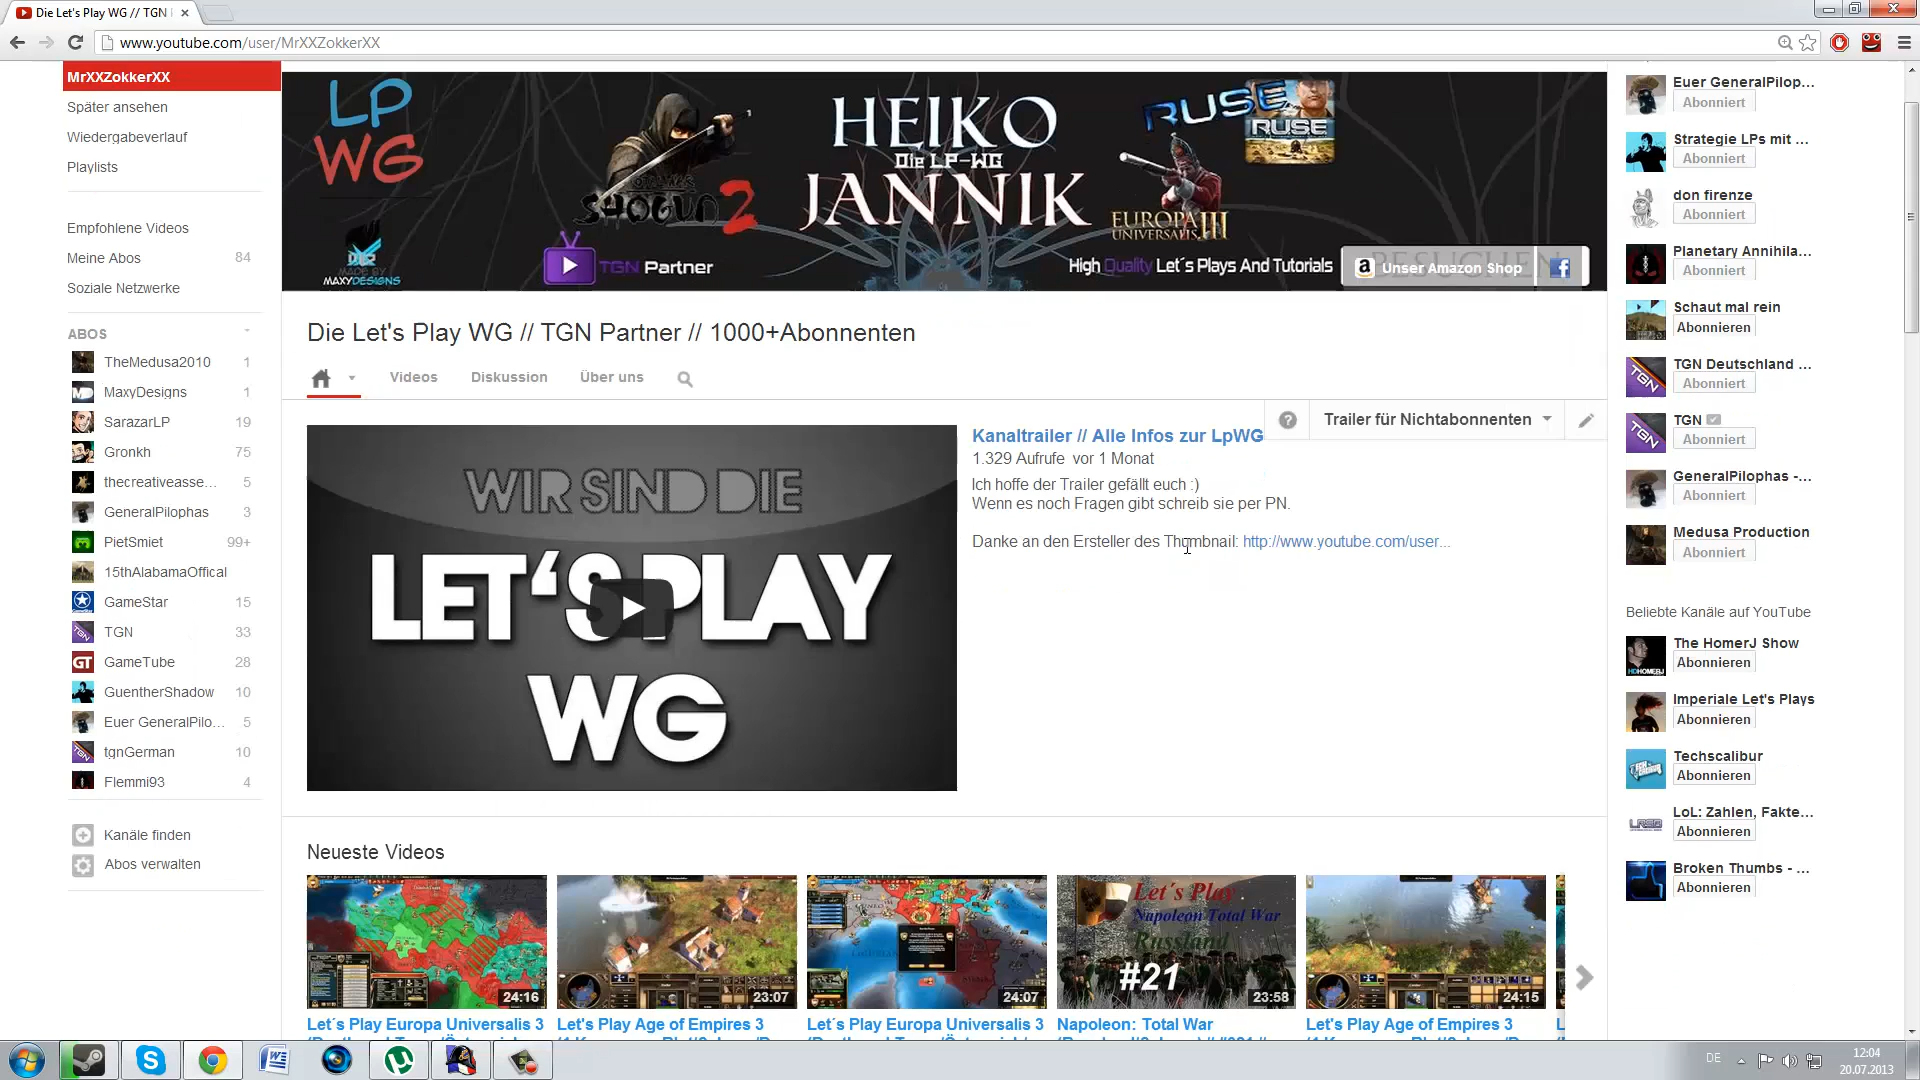 Die Let's Play WG // TGN
www.youtube.com/user/MrXXZokkerXX
MrXXZokkerXX
Später ansehen
Wiedergabeverlauf
Playlists
Empfohlene Videos
Meine Abos 84
Soziale Netzwerke
ABOS
TheMedusa2010 1
MaxyDesigns 1
SarazarLP 19
Gronkh 75
thecreativeasse... 5
GeneralPilophas 3
PietSmiet 99+
15thAlabamaOffical
GameStar 15
TGN 33
GameTube 28
GuentherShadow 10
Euer GeneralPilo... 5
tgnGerman 10
Flemmi93 4
Kanäle finden
Abos verwalten
LP
WG
MADE BY
MAXYDESIGNS
SHOGUN 2
TGN Partner
HEIKO
Die LP-WG
JANNIK
RUSE
RUSE
EUROPA III
UNIVERSALIS
High Quality Let´s Plays And Tutorials
Unser Amazon Shop
Die Let's Play WG // TGN Partner // 1000+Abonnenten
Videos Diskussion Über uns
Trailer für Nichtabonnenten
WIR SIND DIE
LET'S PLAY
WG
Kanaltrailer // Alle Infos zur LpWG
1.329 Aufrufe vor 1 Monat
Ich hoffe der Trailer gefällt euch :)
Wenn es noch Fragen gibt schreib sie per PN.
Danke an den Ersteller des Thumbnail: http://www.youtube.com/user...
Neueste Videos
24:16
23:07
24:07
Let´s Play
Napoleon Total War
Russland
#21
23:58
24:15
Let´s Play Europa Universalis 3
Let's Play Age of Empires 3
Let´s Play Europa Universalis 3
Napoleon: Total War
Let's Play Age of Empires 3
Euer GeneralPilop...
Abonniert
Strategie LPs mit ...
Abonniert
don firenze
Abonniert
Planetary Annihila...
Abonniert
Schaut mal rein
Abonnieren
TGN Deutschland ...
Abonniert
TGN
Abonniert
GeneralPilophas -...
Abonniert
Medusa Production
Abonniert
Beliebte Kanäle auf YouTube
The HomerJ Show
Abonnieren
Imperiale Let's Plays
Abonnieren
Techscalibur
Abonnieren
LoL: Zahlen, Fakte...
Abonnieren
Broken Thumbs - ...
Abonnieren
DE
12:04
20.07.2013